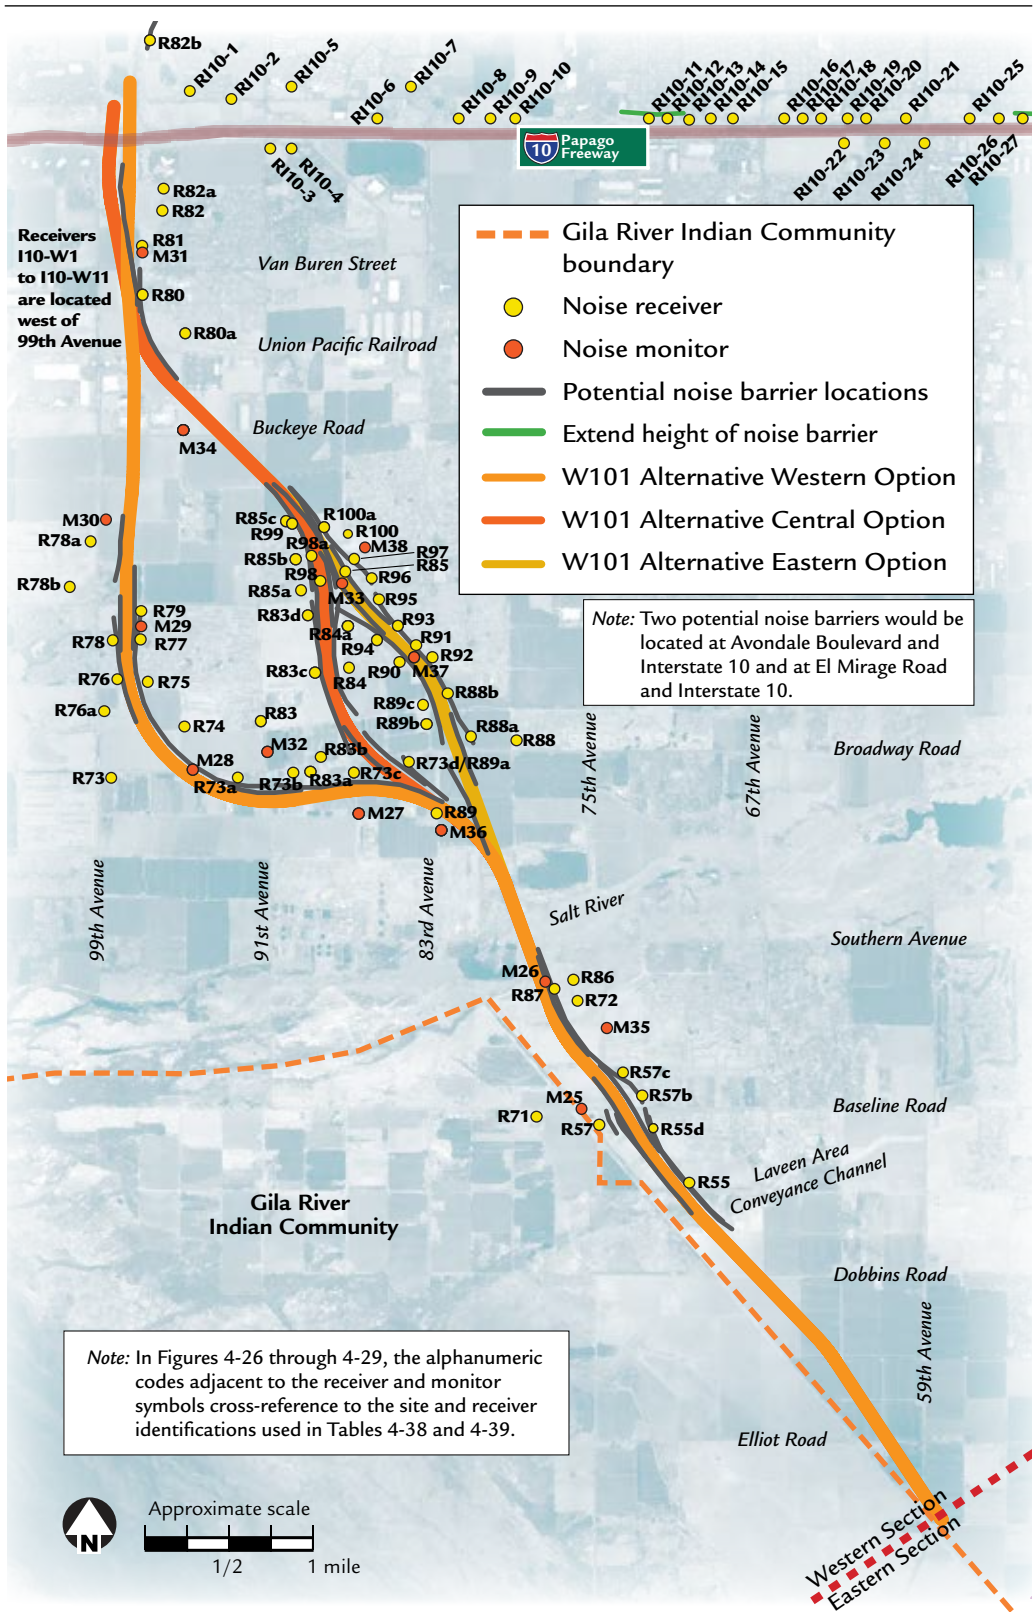 R82b
RI10-1
RI10-2
RI10-5
RI10-7
RI10-6
RI10-8
RI10-9
RI10-10
RI10-11
RI10-12
RI10-13
RI10-14
RI10-15
RI10-16
RI10-17
RI10-18
RI10-19
RI10-20
RI10-21
RI10-25
10
Papago
Freeway
RI10-3
RI10-4
RI10-22
RI10-23
RI10-24
RI10-26
RI10-27
R82a
R82
Receivers
I10-W1
to I10-W11
are located
west of
99th Avenue
R81
M31
R80
R80a
Van Buren Street
Union Pacific Railroad
Buckeye Road
Gila River Indian Community
boundary
Noise receiver
Noise monitor
Potential noise barrier locations
Extend height of noise barrier
W101 Alternative Western Option
W101 Alternative Central Option
W101 Alternative Eastern Option
Note: Two potential noise barriers would be
located at Avondale Boulevard and
Interstate 10 and at El Mirage Road
and Interstate 10.
M34
M30
R78a
R78b
R79
M29
R78
R77
R76
R75
R76a
R74
R73
M28
R73a
R85c
R99
R100a
R100
M38
R98a
R97
R85
R85b
R98
R96
R85a
M33
R95
R83d
R84a
R93
R94
R91
R92
R90
M37
R83c
R84
R88b
R89c
R89b
R88a
R88
R83
M32
R83b
R73b
R83a
R73c
R73d/R89a
M27
R89
M36
75th Avenue
67th Avenue
Broadway Road
99th Avenue
91st Avenue
83rd Avenue
Salt River
Southern Avenue
M26
R87
R86
R72
M35
R57c
R57b
M25
R71
R57
R55d
R55
Baseline Road
Laveen Area
Conveyance Channel
Gila River
Indian Community
Dobbins Road
59th Avenue
Elliot Road
Note: In Figures 4-26 through 4-29, the alphanumeric
codes adjacent to the receiver and monitor
symbols cross-reference to the site and receiver
identifications used in Tables 4-38 and 4-39.
N
Approximate scale
1/2
1 mile
Western Section
Eastern Section